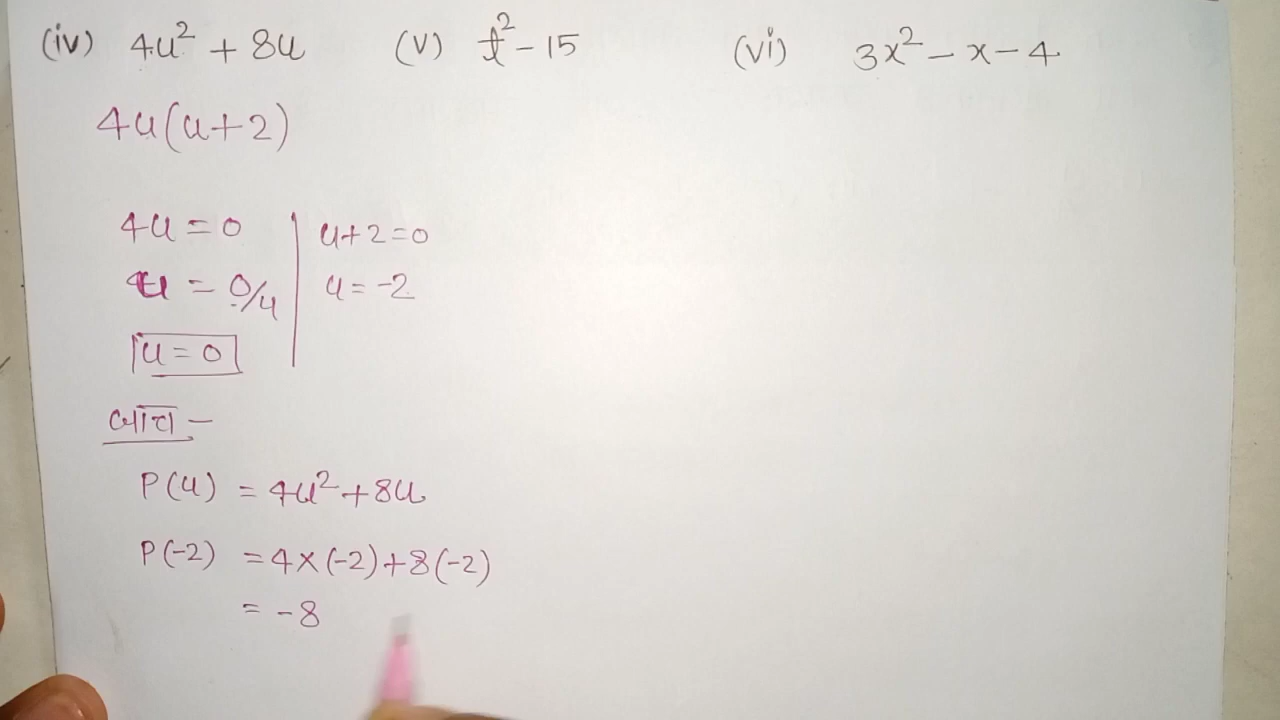 (iv) 4u² + 8u (v) t² - 15 (vi) 3x² - x - 4
4u(u+2)
4u = 0 u+2=0
u = 0/4 u = -2
u = 0
P(u) = 4u² + 8u
P(-2) = 4×(-2)+8(-2)
= -8